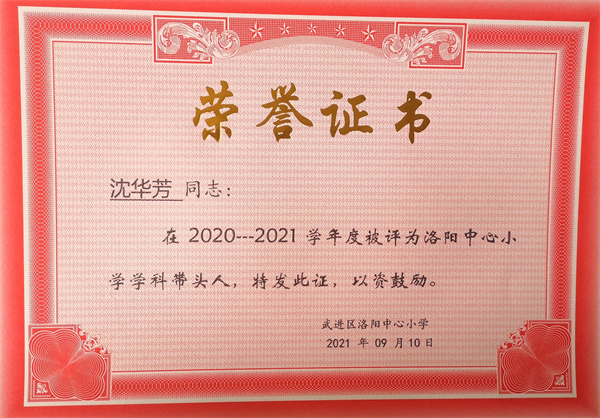 荣誉证书
沈华芳 同志：
在 2020---2021 学年度被评为洛阳中心小
学学科带头人，特发此证，以资鼓励。
武进区洛阳中心小学
2021 年 09 月 10 日